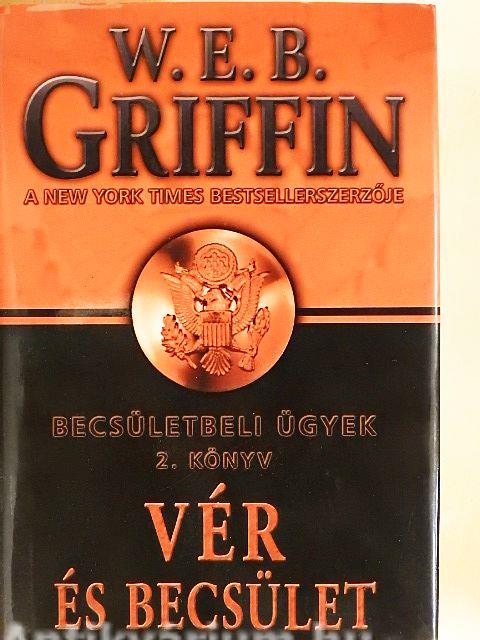 W. E. B.
GRIFFIN
A NEW YORK TIMES BESTSELLERSZERZŐJE
BECSÜLETBELI ÜGYEK
2. KÖNYV
VÉR
ÉS BECSÜLET